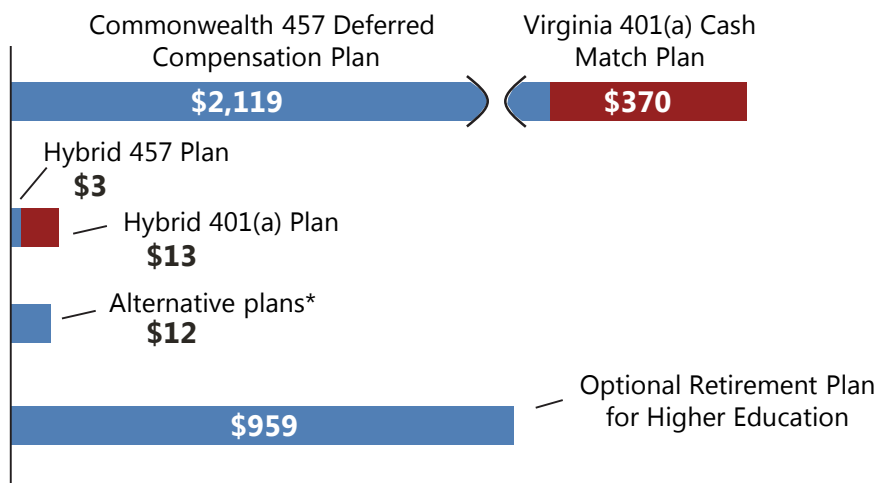 Commonwealth 457 Deferred
Compensation Plan
Virginia 401(a) Cash
Match Plan
$2,119
$370
Hybrid 457 Plan
$3
Hybrid 401(a) Plan
$13
Alternative plans*
$12
Optional Retirement Plan
for Higher Education
$959